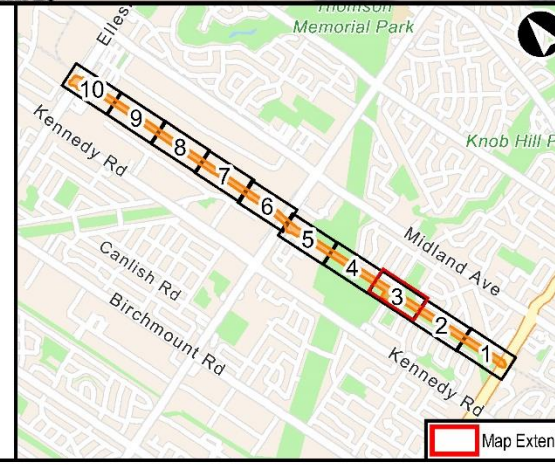 Thomson
Memorial Park
Elles
10
9
8
7
6
5
4
3
2
1
Kennedy Rd
Knob Hill P
Midland Ave
Canlish Rd
Birchmount Rd
Kennedy Rd
Map Exten